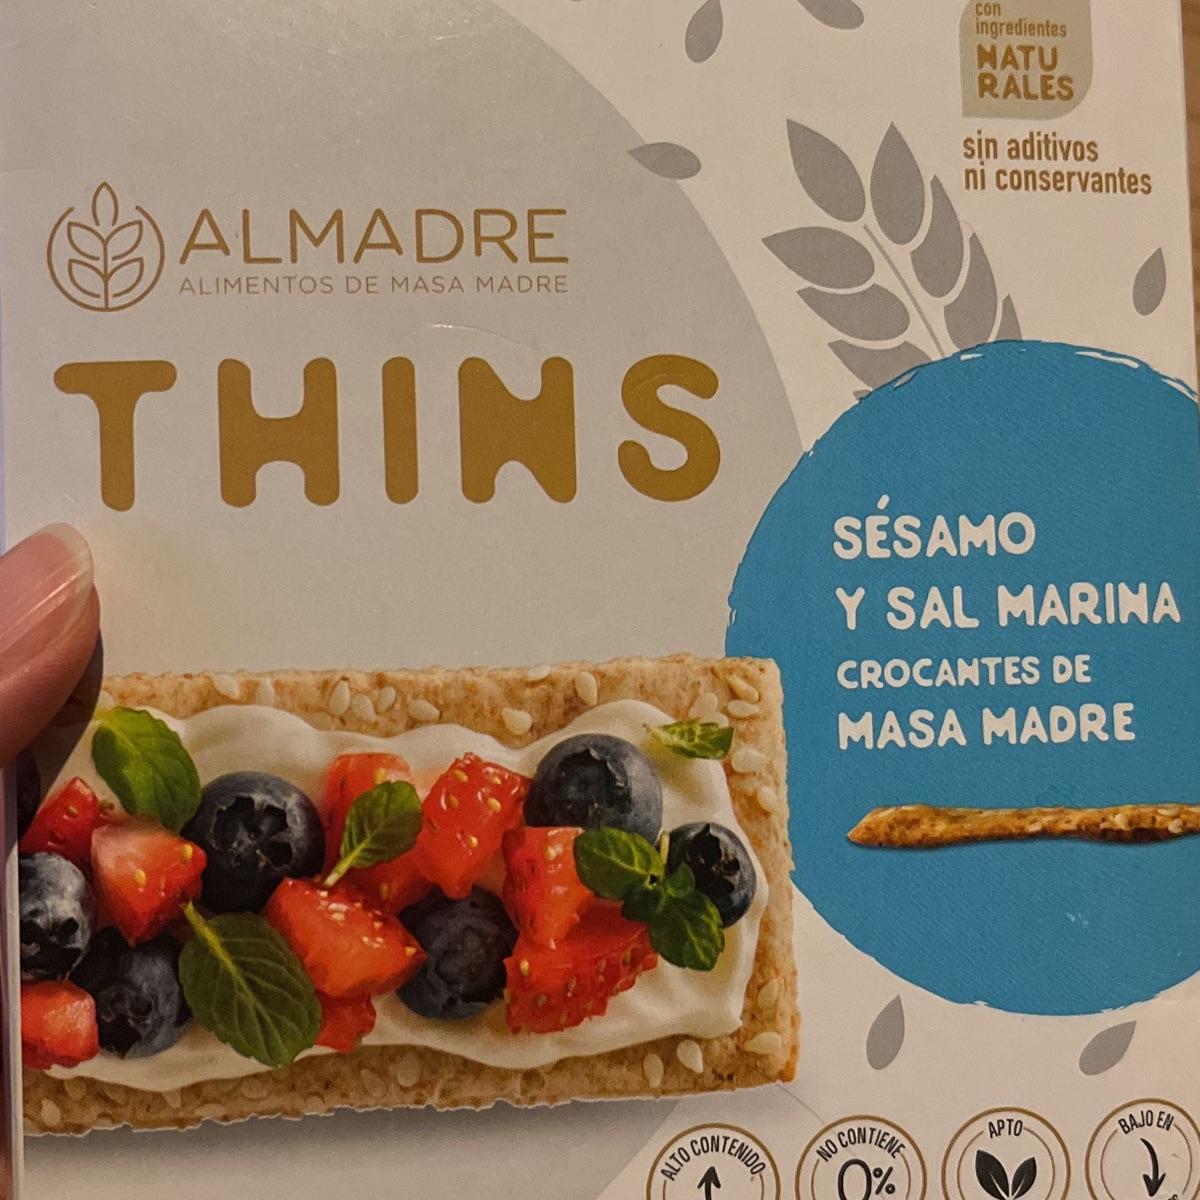 con
ingredientes
NATU
RALES
sin aditivos
ni conservantes
ALMADRE
ALIMENTOS DE MASA MADRE
THINS
SÉSAMO
Y SAL MARINA
CROCANTES DE
MASA MADRE
ALTO CONTENIDO
NO CONTIENE
0%
APTO
BAJO EN